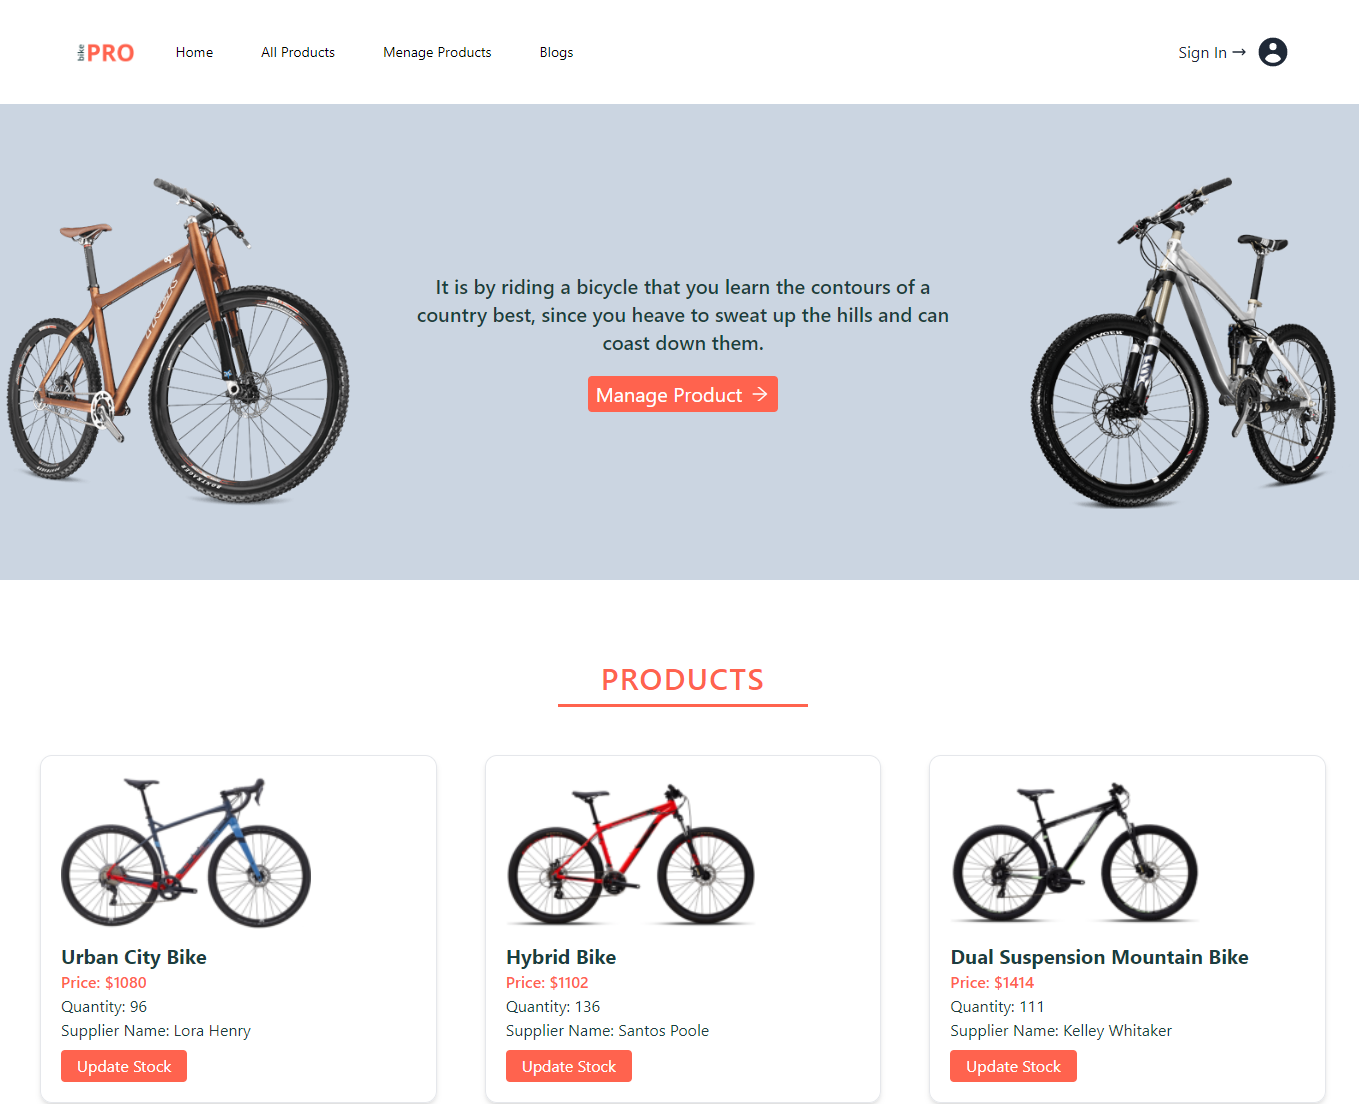 bike PRO
Home
All Products
Menage Products
Blogs
Sign In →
It is by riding a bicycle that you learn the contours of a
country best, since you heave to sweat up the hills and can
coast down them.
Manage Product →
PRODUCTS
Urban City Bike
Price: $1080
Quantity: 96
Supplier Name: Lora Henry
Update Stock
Hybrid Bike
Price: $1102
Quantity: 136
Supplier Name: Santos Poole
Update Stock
Dual Suspension Mountain Bike
Price: $1414
Quantity: 111
Supplier Name: Kelley Whitaker
Update Stock